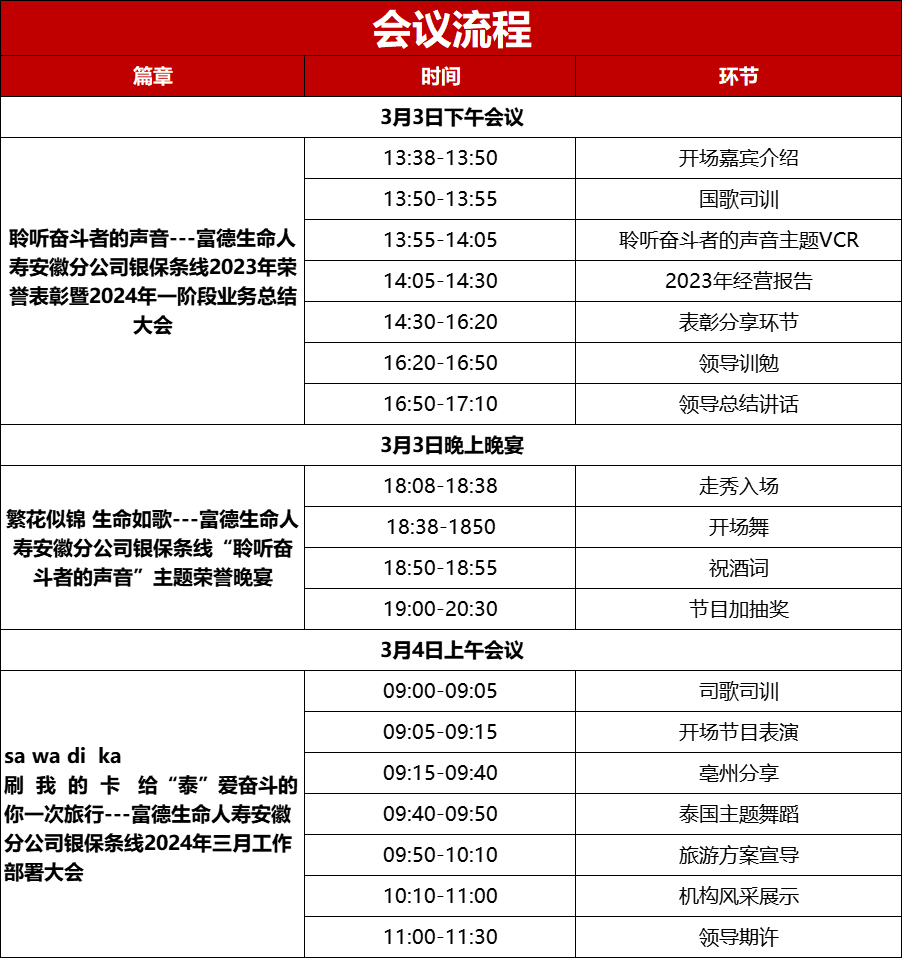 会议流程
篇章 时间 环节
3月3日下午会议
聆听奋斗者的声音---富德生命人
寿安徽分公司银保条线2023年荣
誉表彰暨2024年一阶段业务总结
大会
13:38-13:50 开场嘉宾介绍
13:50-13:55 国歌司训
13:55-14:05 聆听奋斗者的声音主题VCR
14:05-14:30 2023年经营报告
14:30-16:20 表彰分享环节
16:20-16:50 领导训勉
16:50-17:10 领导总结讲话
3月3日晚上晚宴
繁花似锦 生命如歌---富德生命人
寿安徽分公司银保条线“聆听奋
斗者的声音”主题荣誉晚宴
18:08-18:38 走秀入场
18:38-1850 开场舞
18:50-18:55 祝酒词
19:00-20:30 节目加抽奖
3月4日上午会议
sa wa di ka
刷 我 的 卡 给“泰”爱奋斗的
你一次旅行---富德生命人寿安徽
分公司银保条线2024年三月工作
部署大会
09:00-09:05 司歌司训
09:05-09:15 开场节目表演
09:15-09:40 亳州分享
09:40-09:50 泰国主题舞蹈
09:50-10:10 旅游方案宣导
10:10-11:00 机构风采展示
11:00-11:30 领导期许